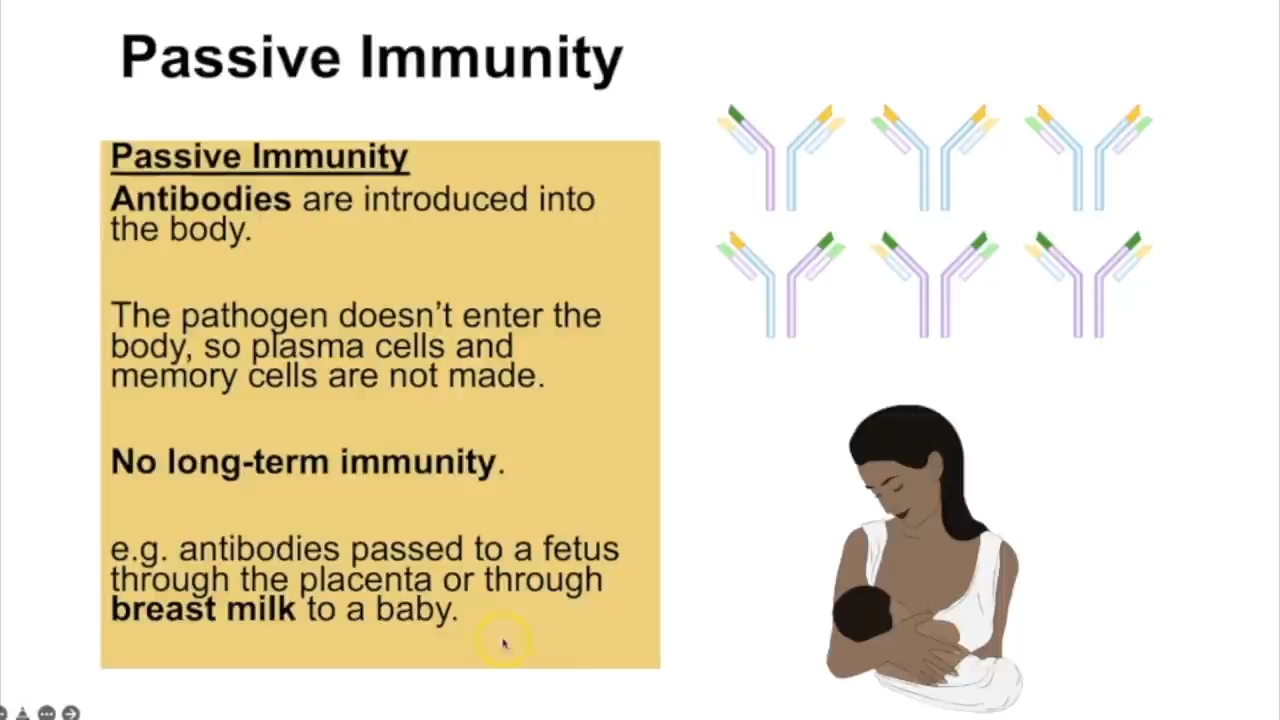 Passive Immunity
Passive Immunity
Antibodies are introduced into
the body.
The pathogen doesn’t enter the
body, so plasma cells and
memory cells are not made.
No long-term immunity.
e.g. antibodies passed to a fetus
through the placenta or through
breast milk to a baby.